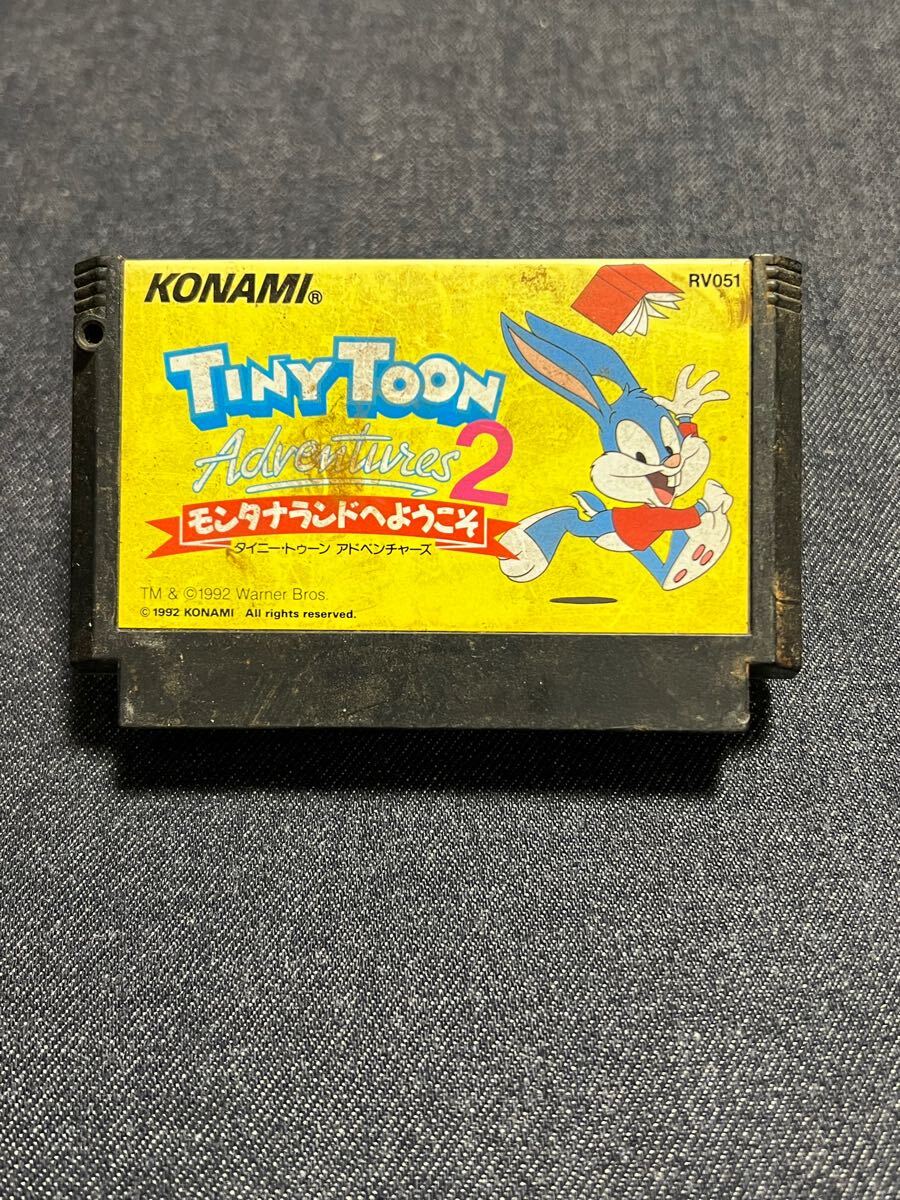 KONAMI®
RV051
TINY TOON
Adventures 2
モンタナランドへようこそ
タイニー・トゥーン アドベンチャーズ
TM & ©1992 Warner Bros.
© 1992 KONAMI All rights reserved.